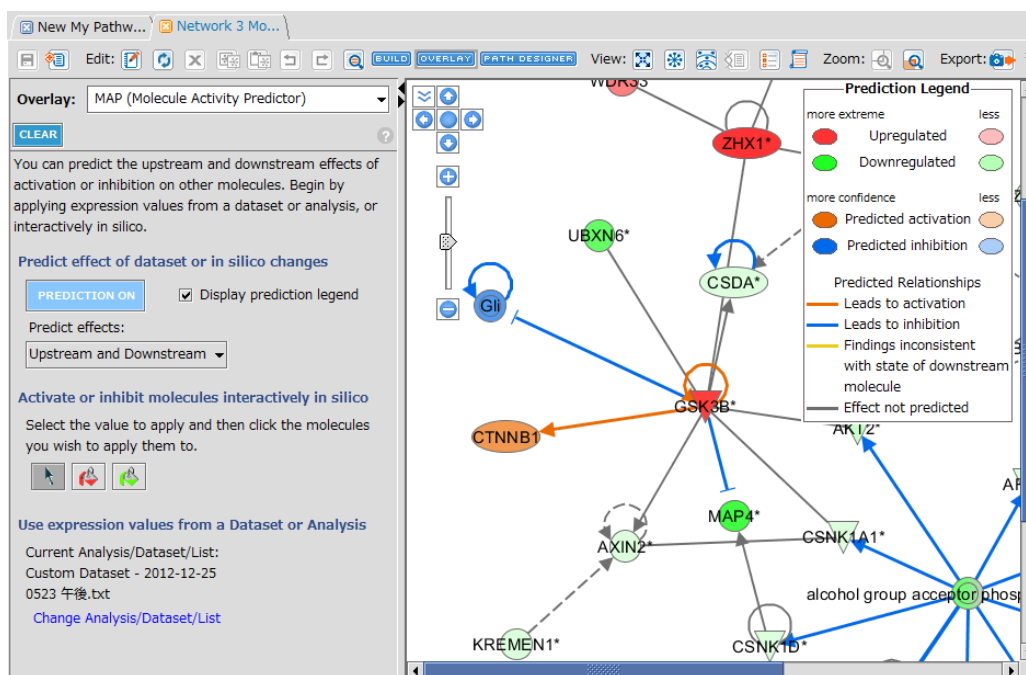 New My Pathw...
Network 3 Mo...
Edit:
BUILD
OVERLAY
PATH DESIGNER
View:
Zoom:
Export:
Overlay:
MAP (Molecule Activity Predictor)
CLEAR
?
You can predict the upstream and downstream effects of
activation or inhibition on other molecules. Begin by
applying expression values from a dataset or analysis, or
interactively in silico.
Predict effect of dataset or in silico changes
PREDICTION ON
Display prediction legend
Predict effects:
Upstream and Downstream
Activate or inhibit molecules interactively in silico
Select the value to apply and then click the molecules
you wish to apply them to.
Use expression values from a Dataset or Analysis
Current Analysis/Dataset/List:
Custom Dataset - 2012-12-25
0523 午後.txt
Change Analysis/Dataset/List
WDR33
ZHX1*
UBXN6*
CSDA*
Gli
GSK3B*
CTNNB1
AKT2*
MAP4*
AXIN2*
CSNK1A1*
alcohol group acceptor phosp
KREMEN1*
CSNK1D*
Prediction Legend
more extreme
less
Upregulated
Downregulated
more confidence
less
Predicted activation
Predicted inhibition
Predicted Relationships
Leads to activation
Leads to inhibition
Findings inconsistent
with state of downstream
molecule
Effect not predicted